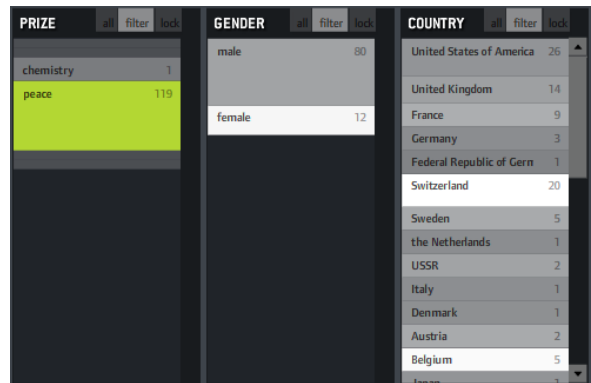 PRIZE all filter lock
chemistry 1
peace 119
GENDER all filter lock
male 80
female 12
COUNTRY all filter lock
United States of America 26
United Kingdom 14
France 9
Germany 3
Federal Republic of Gern 1
Switzerland 20
Sweden 5
the Netherlands 1
USSR 2
Italy 1
Denmark 1
Austria 2
Belgium 5
Japan 1